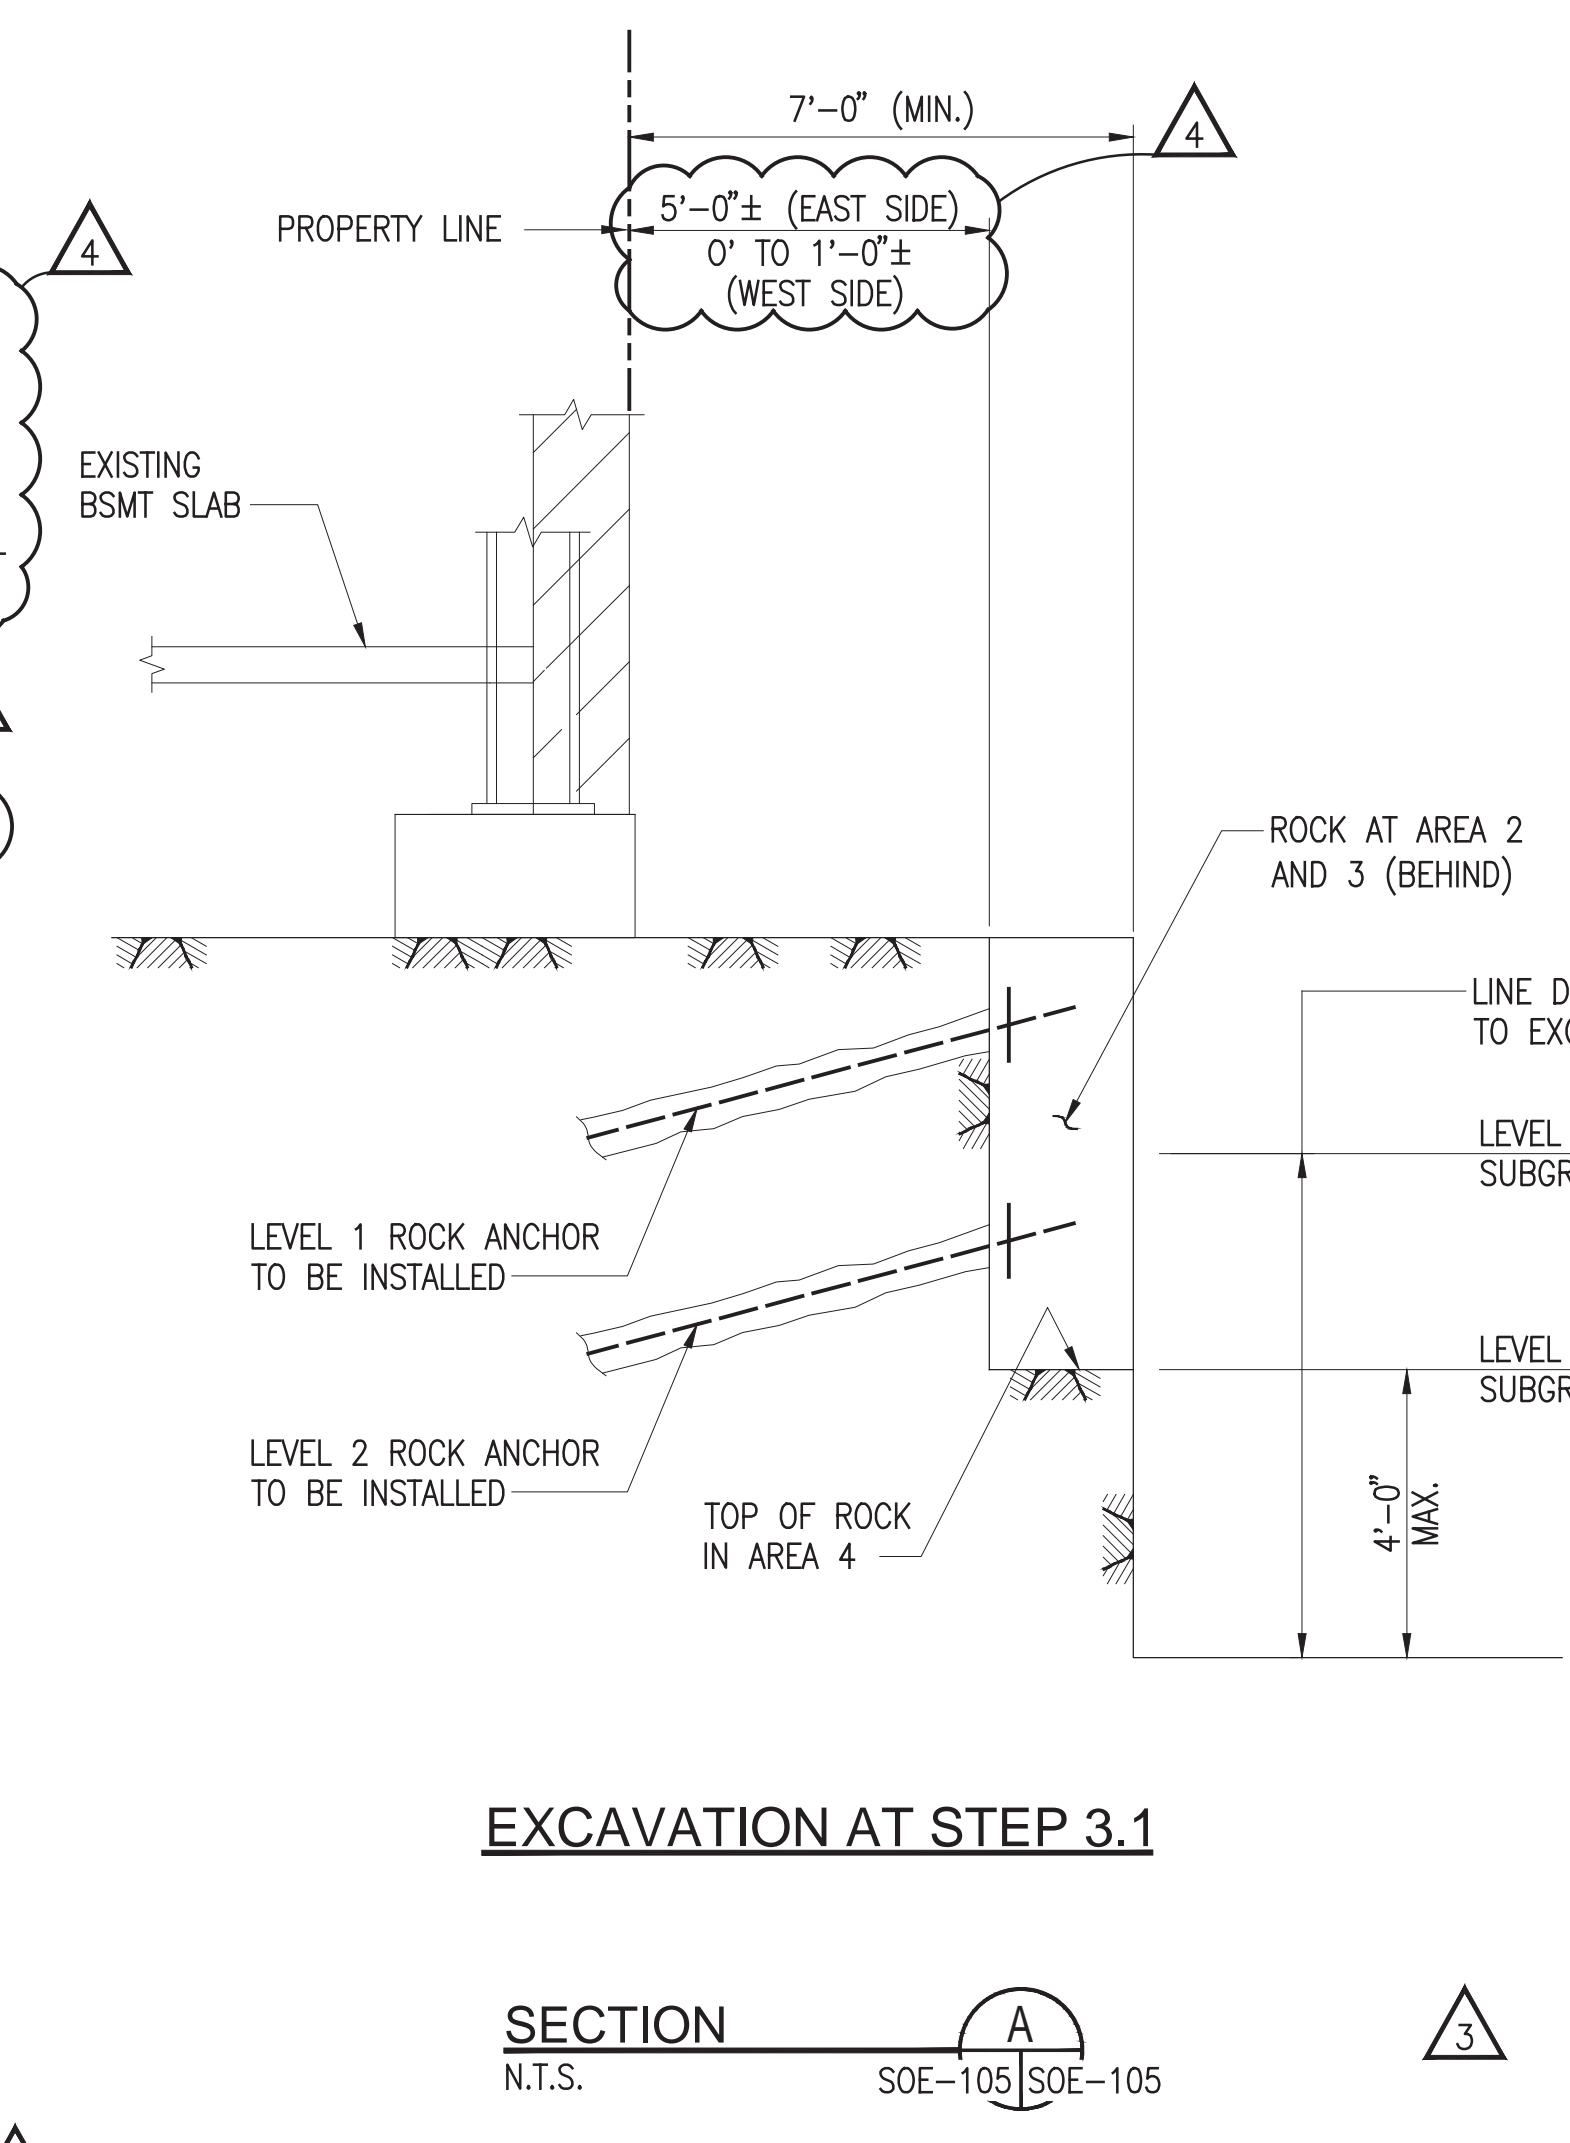 7'-0" (MIN.)
4
5'-0"± (EAST SIDE)
PROPERTY LINE
0' TO 1'-0"±
(WEST SIDE)
4
EXISTING
BSMT SLAB
ROCK AT AREA 2
AND 3 (BEHIND)
LINE
TO
LEVEL
LEVEL 1 ROCK ANCHOR
TO BE INSTALLED
LEVEL
LEVEL 2 ROCK ANCHOR
TO BE INSTALLED
TOP OF ROCK
IN AREA 4
4'-0"
MAX.
EXCAVATION AT STEP 3.1
SECTION
A
N.T.S.
SOE-105 SOE-105
3